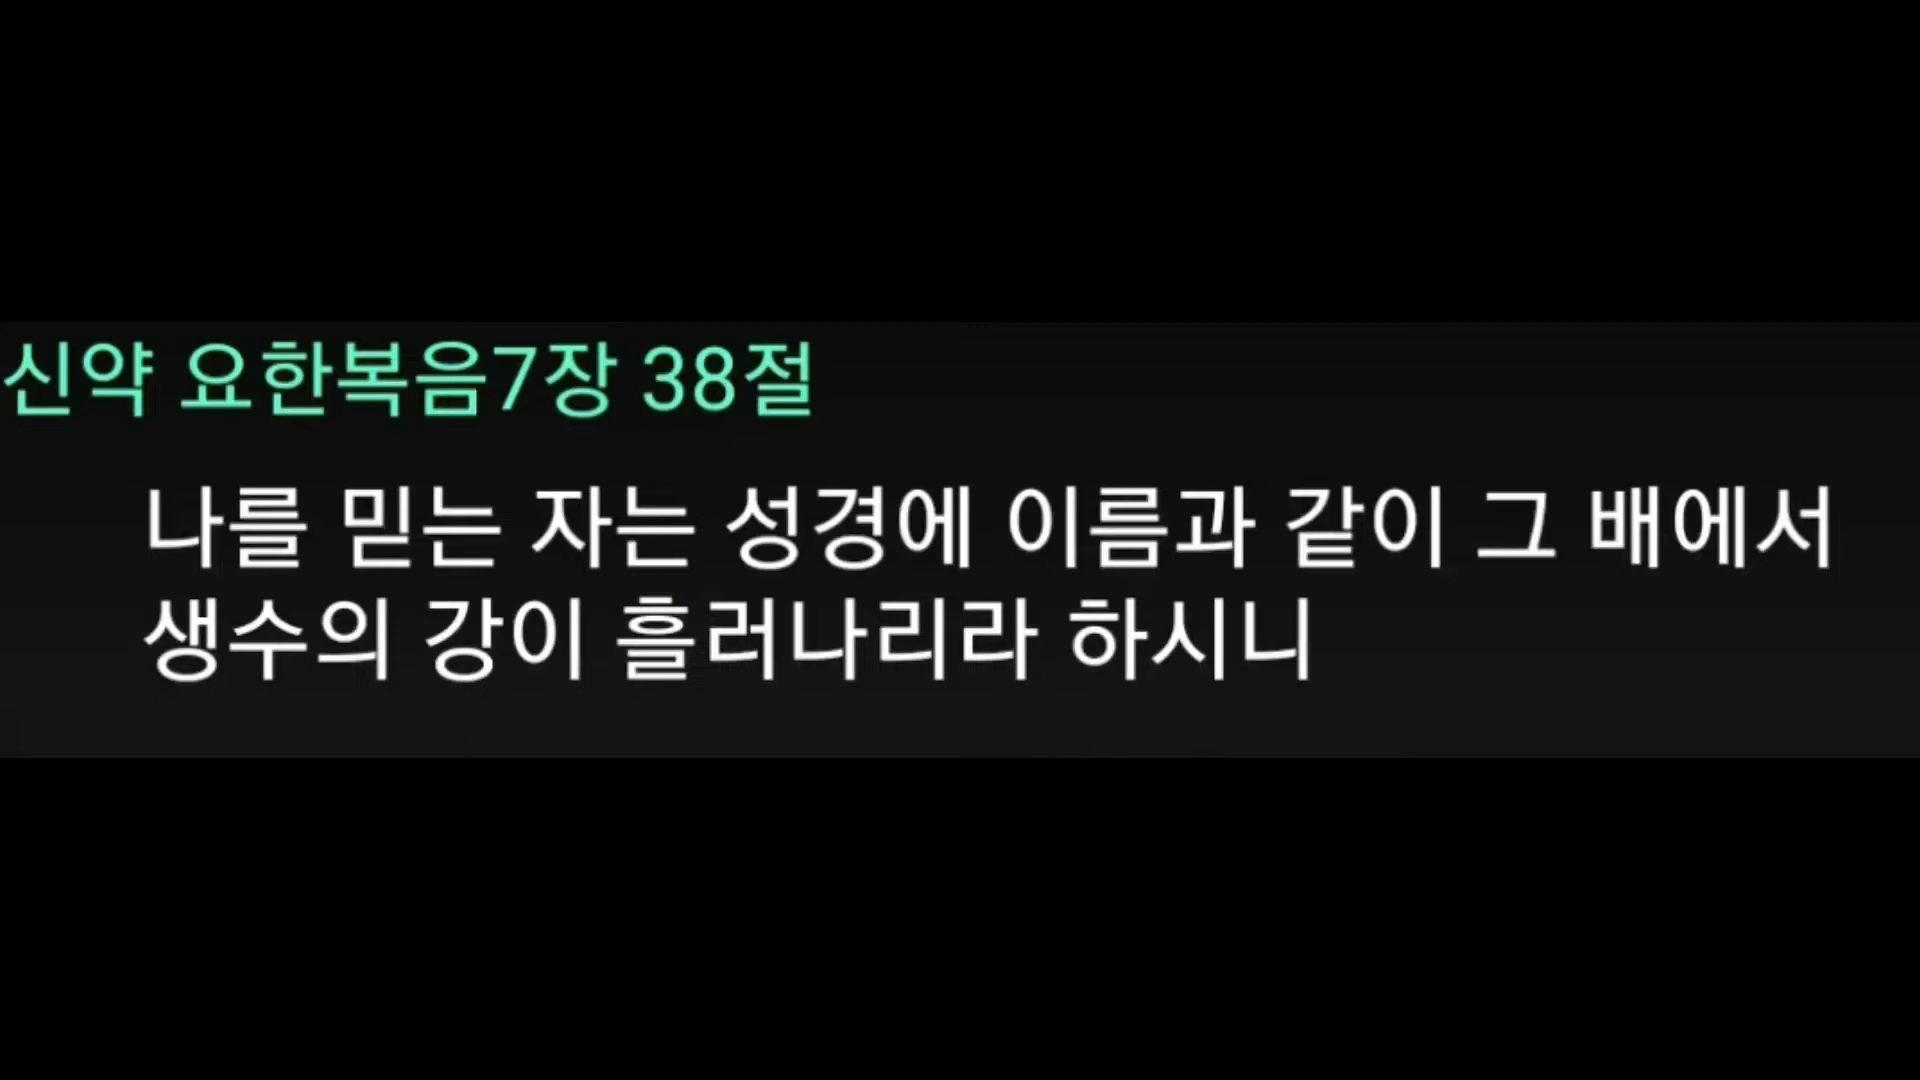 신약 요한복음7장 38절
나를 믿는 자는 성경에 이름과 같이 그 배에서
생수의 강이 흘러나리라 하시니